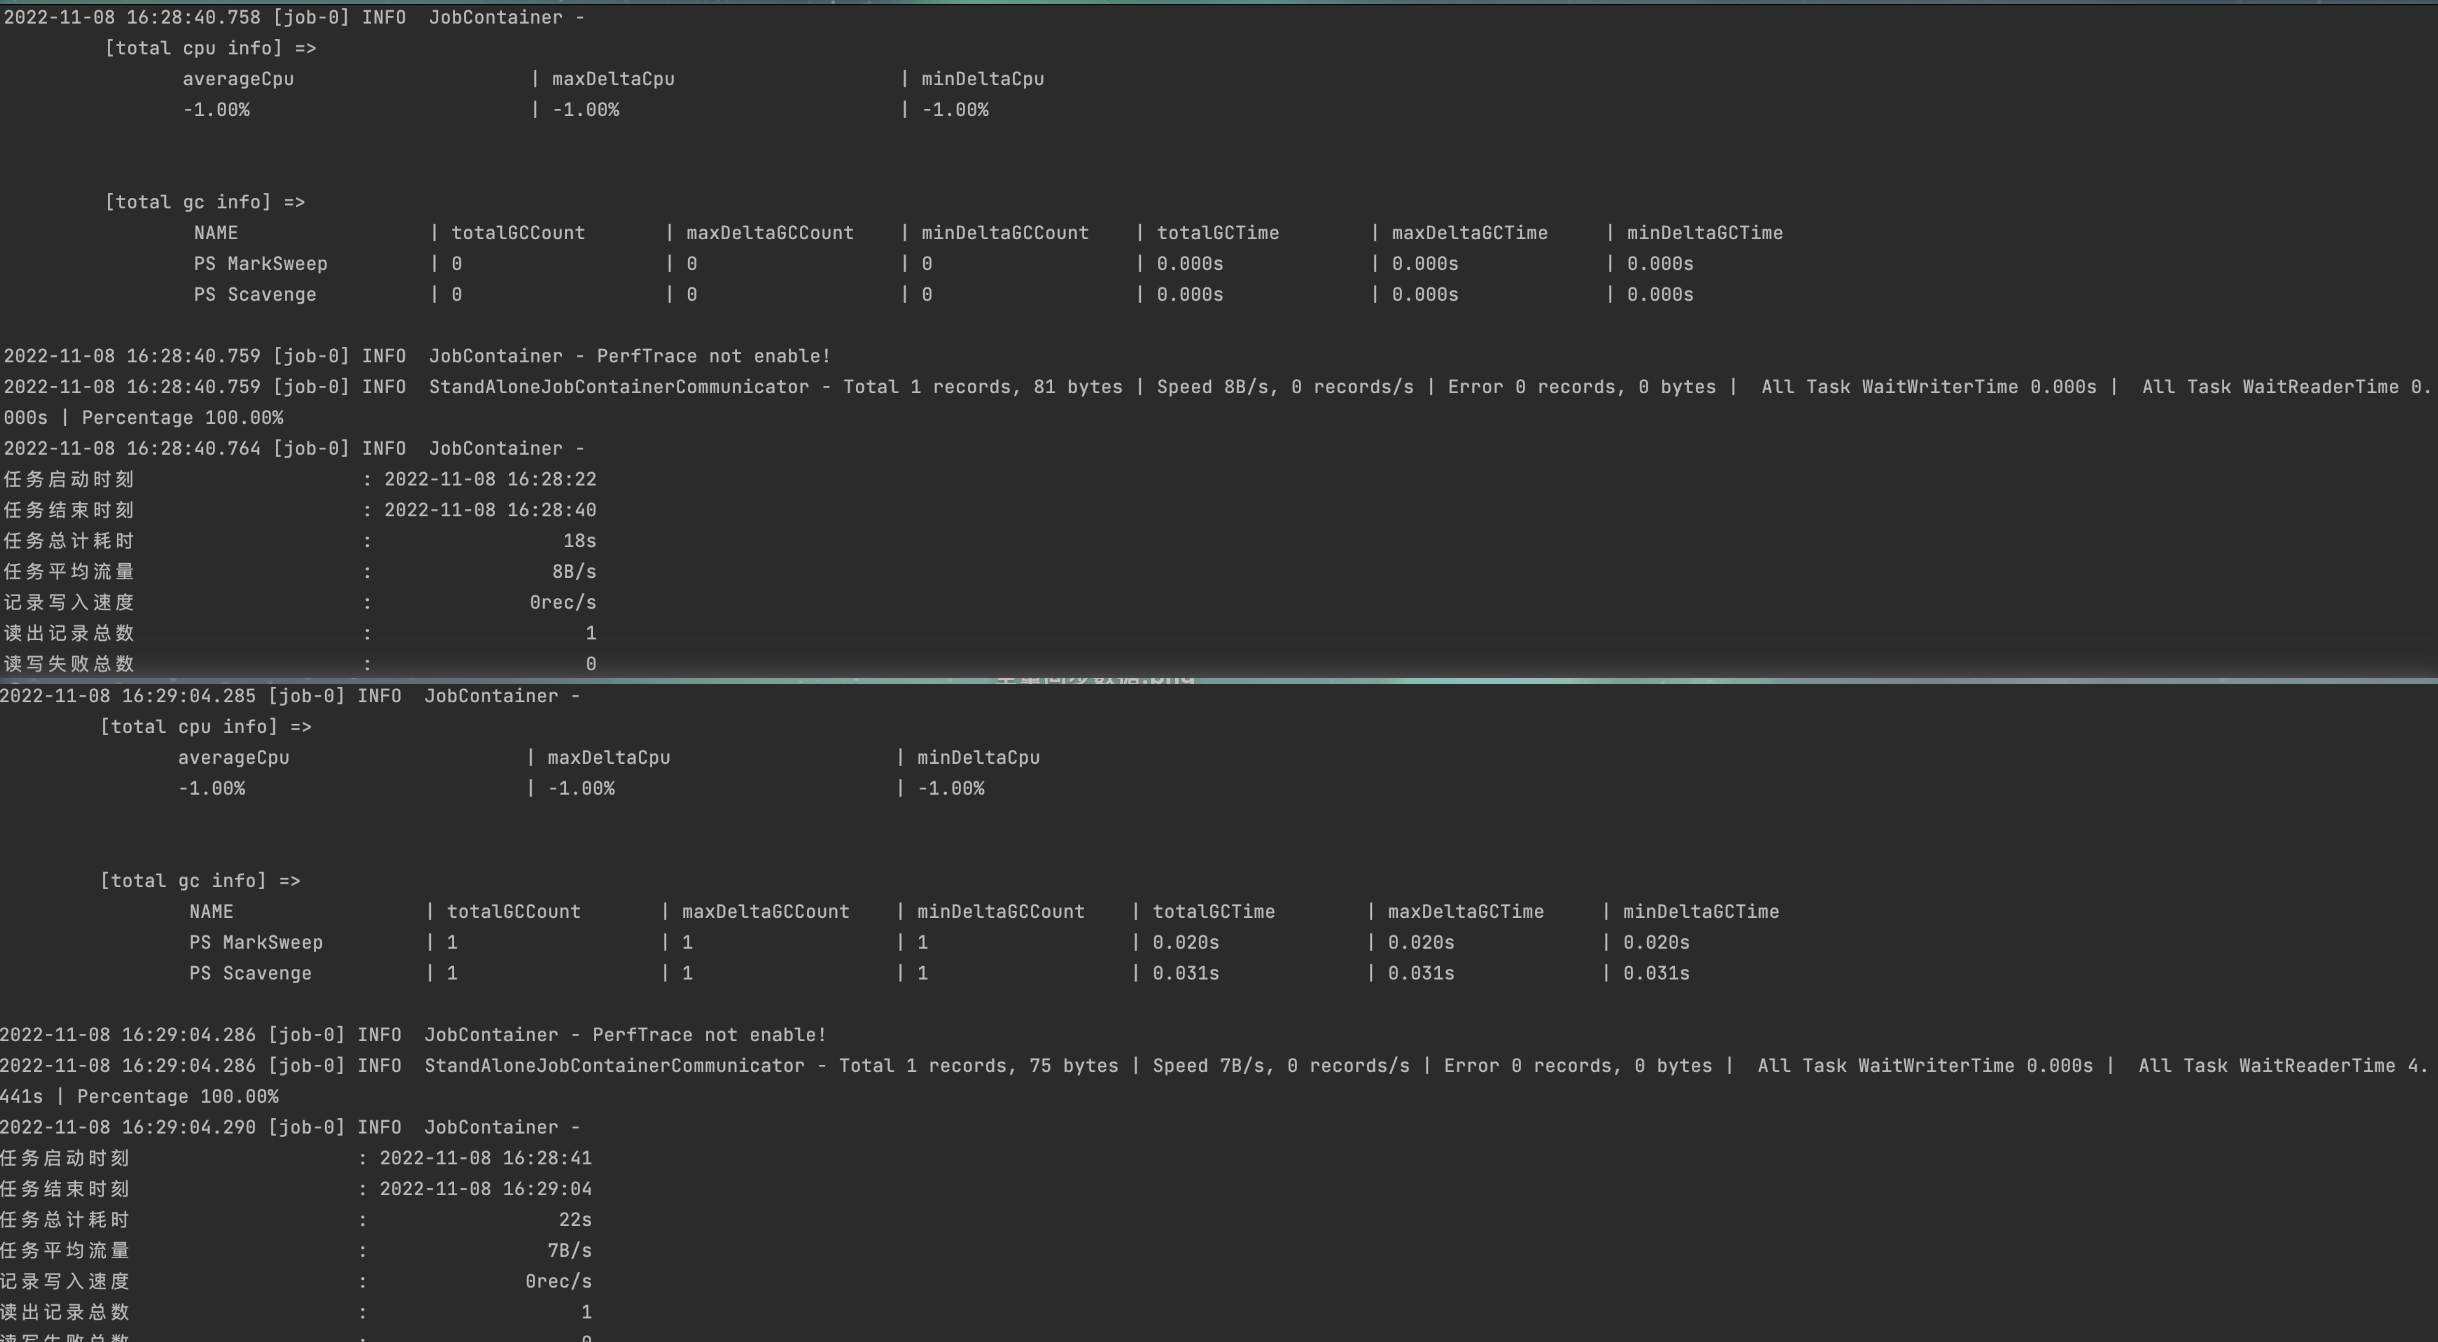 2022-11-08 16:28:40.758 [job-0] INFO  JobContainer -
[total cpu info] =>
averageCpu | maxDeltaCpu | minDeltaCpu
-1.00% | -1.00% | -1.00%
[total gc info] =>
NAME | totalGCCount | maxDeltaGCCount | minDeltaGCCount | totalGCTime | maxDeltaGCTime | minDeltaGCTime
PS MarkSweep | 0 | 0 | 0 | 0.000s | 0.000s | 0.000s
PS Scavenge | 0 | 0 | 0 | 0.000s | 0.000s | 0.000s
2022-11-08 16:28:40.759 [job-0] INFO  JobContainer - PerfTrace not enable!
2022-11-08 16:28:40.759 [job-0] INFO  StandAloneJobContainerCommunicator - Total 1 records, 81 bytes | Speed 8B/s, 0 records/s | Error 0 records, 0 bytes |  All Task WaitWriterTime 0.000s |  All Task WaitReaderTime 0.
000s | Percentage 100.00%
2022-11-08 16:28:40.764 [job-0] INFO  JobContainer -
任务启动时刻 : 2022-11-08 16:28:22
任务结束时刻 : 2022-11-08 16:28:40
任务总计耗时 : 18s
任务平均流量 : 8B/s
记录写入速度 : 0rec/s
读出记录总数 : 1
读写失败总数 : 0
2022-11-08 16:29:04.285 [job-0] INFO  JobContainer -
[total cpu info] =>
averageCpu | maxDeltaCpu | minDeltaCpu
-1.00% | -1.00% | -1.00%
[total gc info] =>
NAME | totalGCCount | maxDeltaGCCount | minDeltaGCCount | totalGCTime | maxDeltaGCTime | minDeltaGCTime
PS MarkSweep | 1 | 1 | 1 | 0.020s | 0.020s | 0.020s
PS Scavenge | 1 | 1 | 1 | 0.031s | 0.031s | 0.031s
2022-11-08 16:29:04.286 [job-0] INFO  JobContainer - PerfTrace not enable!
2022-11-08 16:29:04.286 [job-0] INFO  StandAloneJobContainerCommunicator - Total 1 records, 75 bytes | Speed 7B/s, 0 records/s | Error 0 records, 0 bytes |  All Task WaitWriterTime 0.000s |  All Task WaitReaderTime 4.
441s | Percentage 100.00%
2022-11-08 16:29:04.290 [job-0] INFO  JobContainer -
任务启动时刻 : 2022-11-08 16:28:41
任务结束时刻 : 2022-11-08 16:29:04
任务总计耗时 : 22s
任务平均流量 : 7B/s
记录写入速度 : 0rec/s
读出记录总数 : 1
读写失败总数 : 0